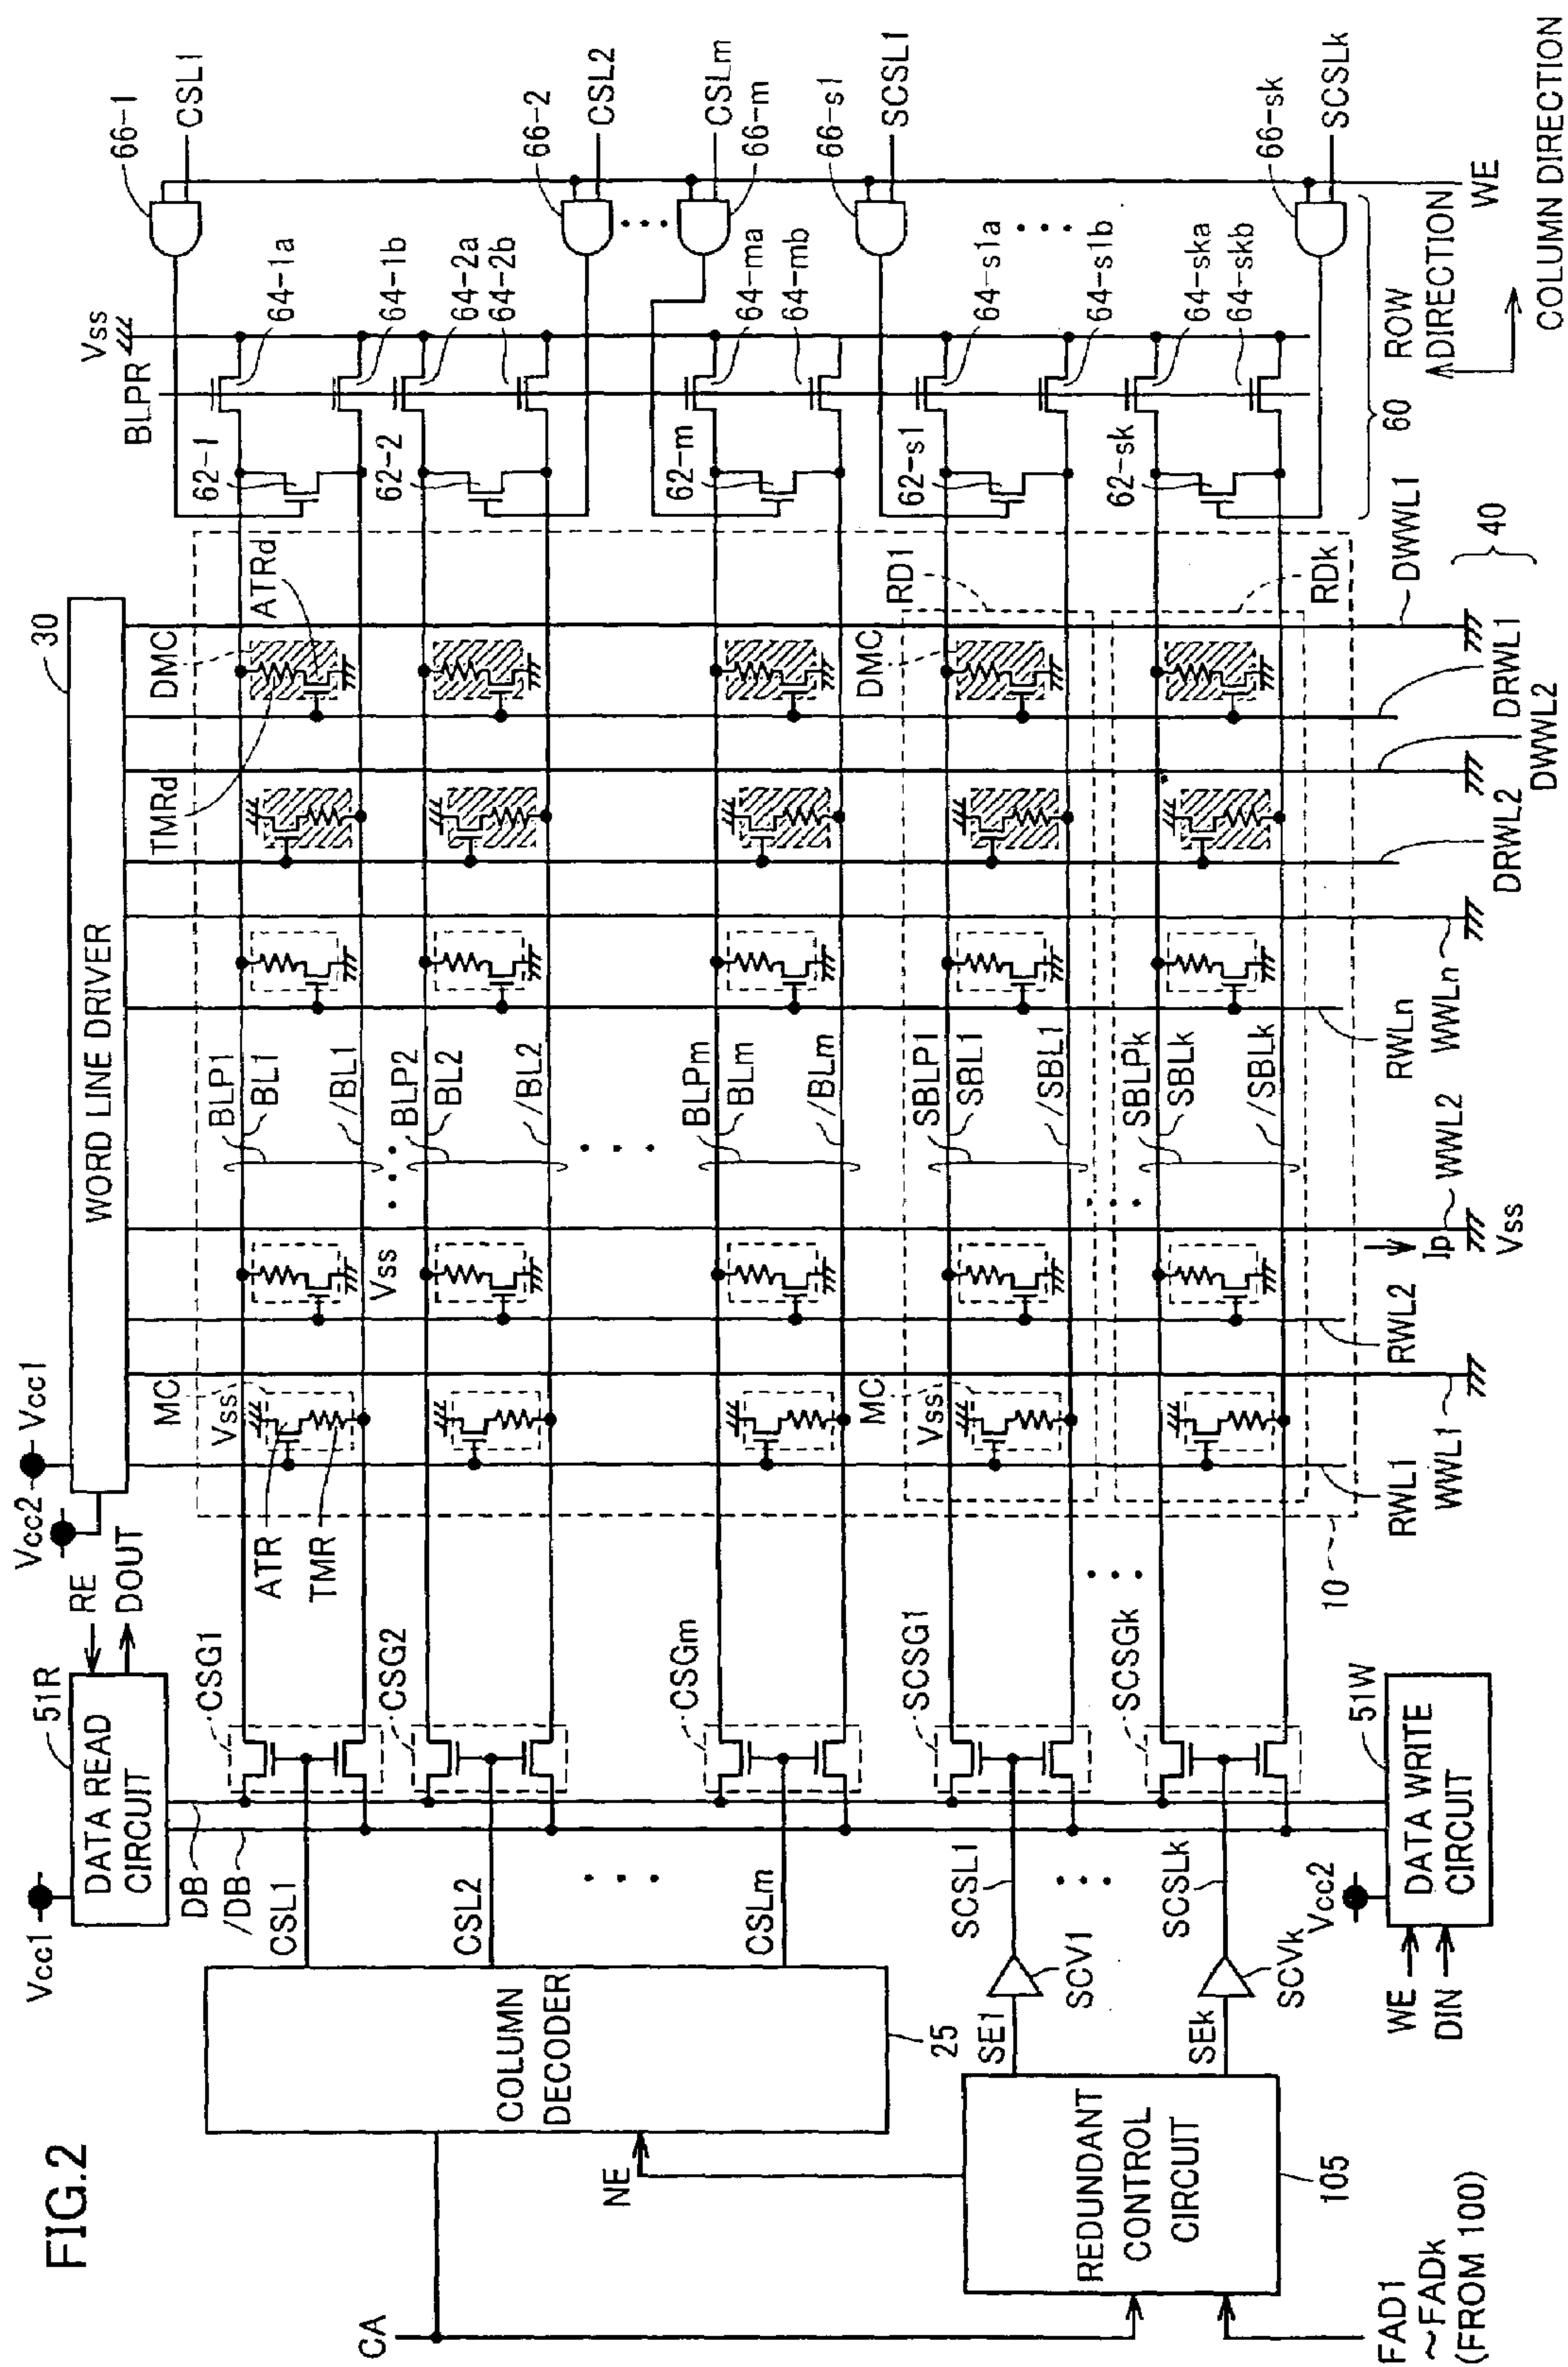 FIG.2
CA
FAD1
~FADk
(FROM 100)
REDUNDANT
CONTROL
CIRCUIT
105
NE
COLUMN
DECODER
25
SE1
SEk
SCV1
SCVk
CSL1
CSL2
CSLm
SCSL1
SCSLk
Vcc1
DATA READ
CIRCUIT
51R
RE
DOUT
DB
/DB
Vcc2
DATA WRITE
CIRCUIT
51W
WE
DIN
CSG1
CSG2
CSGm
SCSG1
SCSGk
10
Vcc2
Vcc1
WORD LINE DRIVER
30
ATR
TMR
MC
Vss
MC
Vss
RWL1
WWL1
RWL2
Vss
Ip
WWL2
Vss
BLP1
BL1
/BL1
BLP2
BL2
/BL2
BLPm
BLm
/BLm
SBLP1
SBL1
/SBL1
SBLPk
SBLk
/SBLk
RWLn
WWLn
TMRd
DMC
ATRd
DMC
RD1
RDk
DRWL2
DWWL2
DRWL1
DWWL1
40
62-1
62-2
62-m
62-s1
62-sk
60
BLPR
Vss
64-1a
64-1b
64-2a
64-2b
64-ma
64-mb
64-s1a
64-s1b
64-ska
64-skb
66-1
CSL1
66-2
CSL2
CSLm
66-m
66-s1
SCSL1
66-sk
SCSLk
WE
ROW
DIRECTION
COLUMN DIRECTION